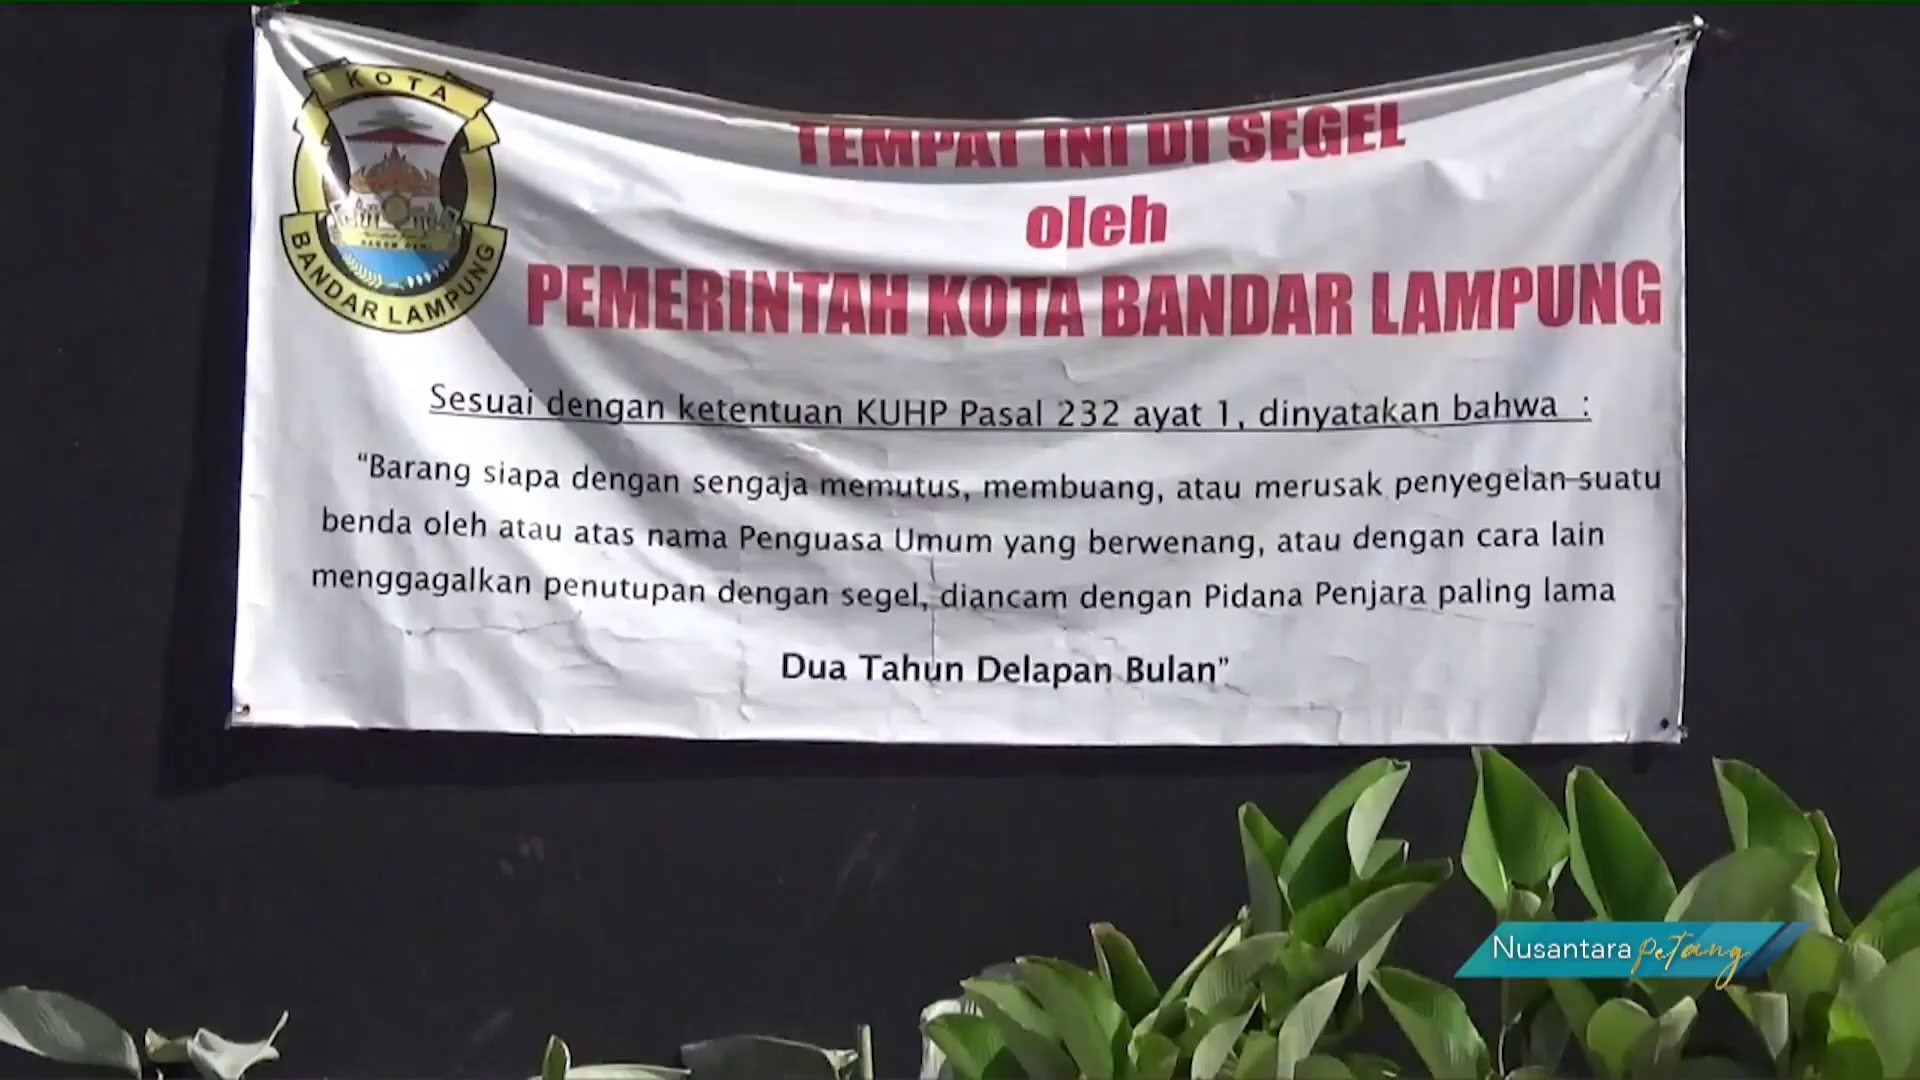 KOTA
BANDAR LAMPUNG
TEMPAT INI DI SEGEL
oleh
PEMERINTAH KOTA BANDAR LAMPUNG
Sesuai dengan ketentuan KUHP Pasal 232 ayat 1, dinyatakan bahwa :
“Barang siapa dengan sengaja memutus, membuang, atau merusak penyegelan suatu
benda oleh atau atas nama Penguasa Umum yang berwenang, atau dengan cara lain
menggagalkan penutupan dengan segel, diancam dengan Pidana Penjara paling lama
Dua Tahun Delapan Bulan”
Nusantara Petang